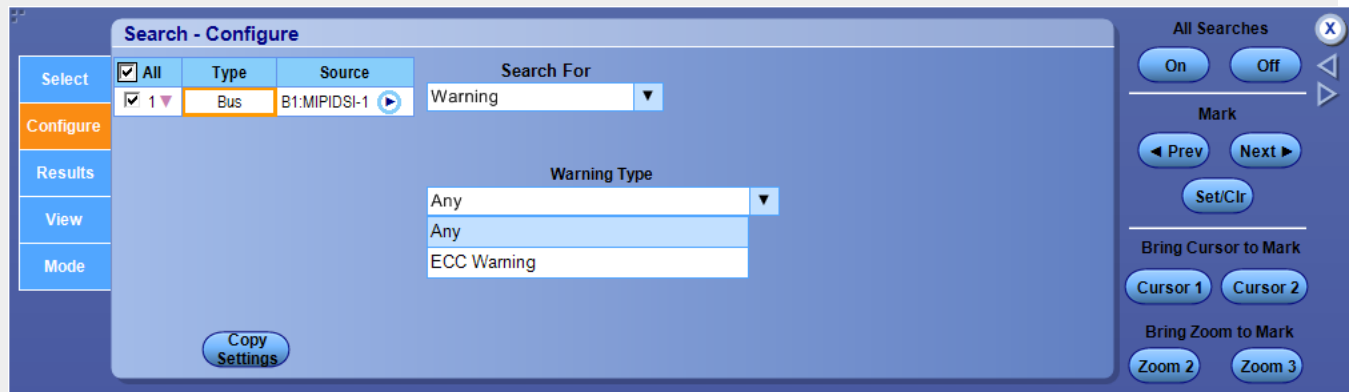 Search - Configure
Select
Configure
Results
View
Mode
All Type Source
1 Bus B1:MIPIDSI-1
Search For
Warning
Warning Type
Any
Any
ECC Warning
Copy
Settings
All Searches
X
On Off
Mark
◄ Prev Next ►
Set/Clr
Bring Cursor to Mark
Cursor 1 Cursor 2
Bring Zoom to Mark
Zoom 2 Zoom 3